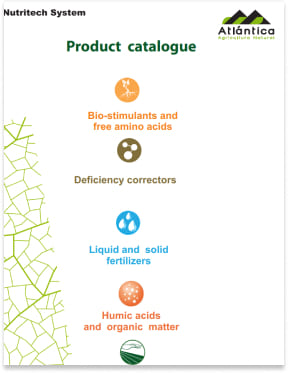 Nutritech System
Atlántica
Agricultura Natural
Product catalogue
Bio-stimulants and
free amino acids
Deficiency correctors
Liquid and solid
fertilizers
Humic acids
and organic matter